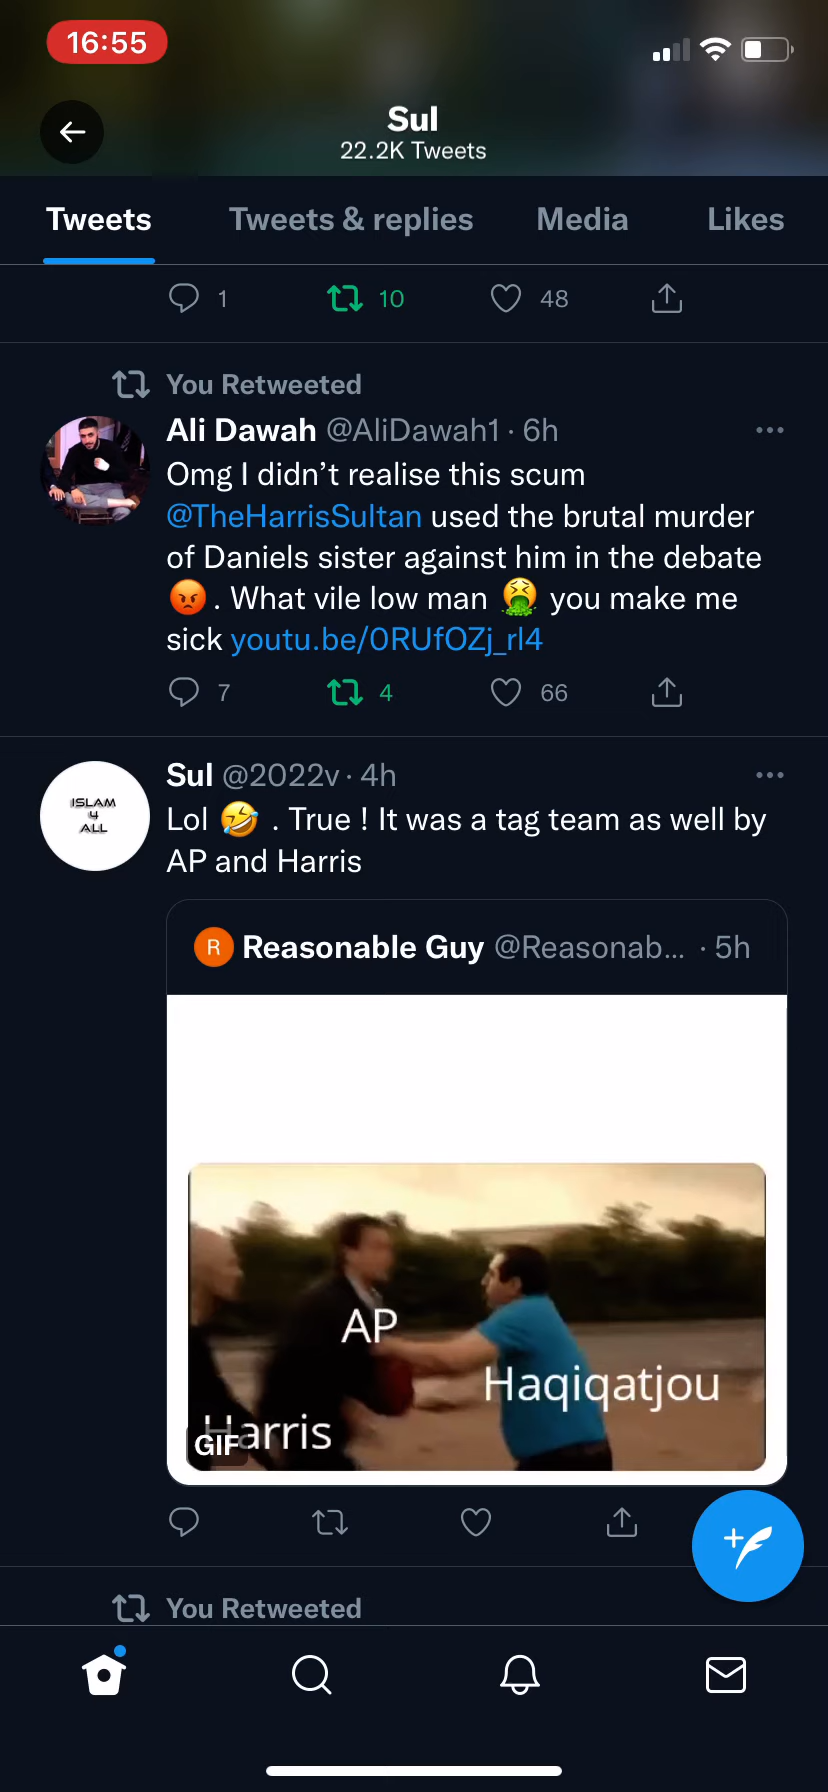 16:55
Sul
22.2K Tweets
Tweets
Tweets & replies
Media
Likes
1
10
48
You Retweeted
Ali Dawah @AliDawah1 · 6h
Omg I didn't realise this scum
@TheHarrisSultan used the brutal murder
of Daniels sister against him in the debate
😡. What vile low man 🤮 you make me
sick youtu.be/0RUfOZj_rl4
7
4
66
Sul @2022v · 4h
ISLAM
4
ALL
Lol 🤣 . True ! It was a tag team as well by
AP and Harris
R
Reasonable Guy @Reasonab... · 5h
AP
Haqiqatjou
Harris
GIF
You Retweeted